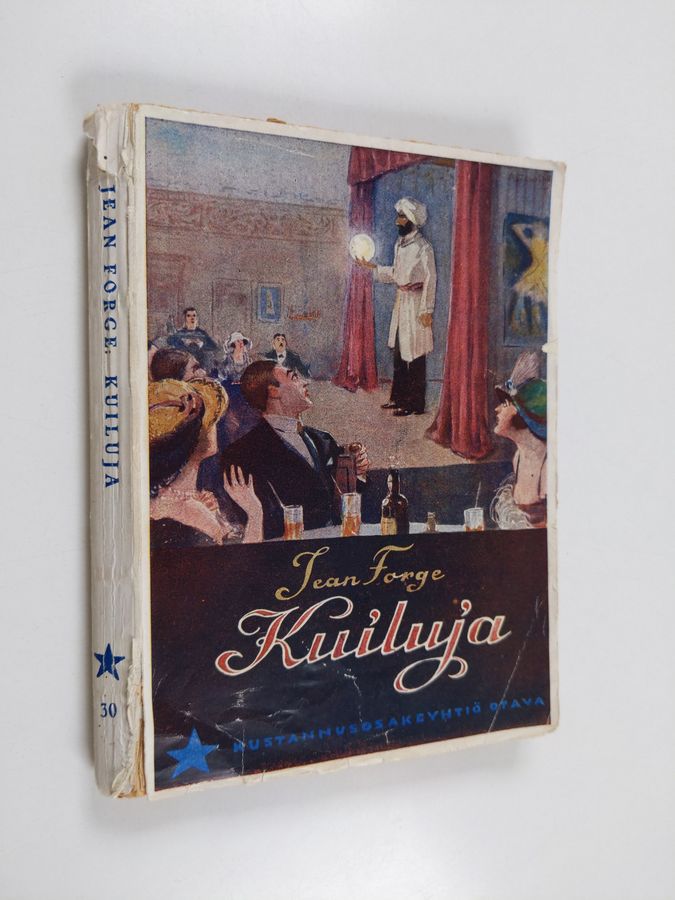 JEAN FORGE: KUILUJA
30
Jean Forge
Kuiluja
KUSTANNUSOSAKEYHTIÖ OTAVA